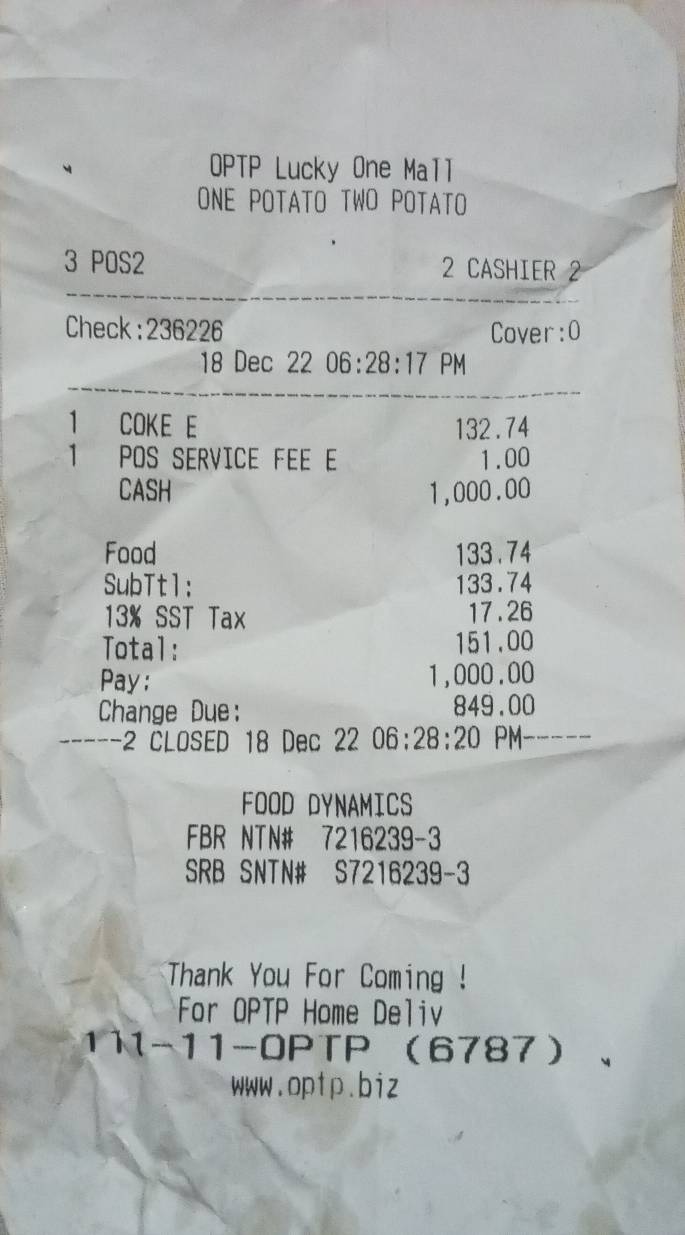 OPTP Lucky One Mall
ONE POTATO TWO POTATO
3 POS2 2 CASHIER 2
Check:236226 Cover:0
18 Dec 22 06:28:17 PM
1 COKE E 132.74
1 POS SERVICE FEE E 1.00
CASH 1,000.00
Food 133.74
SubTtl: 133.74
13% SST Tax 17.26
Total: 151.00
Pay: 1,000.00
Change Due: 849.00
-----2 CLOSED 18 Dec 22 06:28:20 PM-----
FOOD DYNAMICS
FBR NTN# 7216239-3
SRB SNTN# S7216239-3
Thank You For Coming !
For OPTP Home Deliv
111-11-OPTP (6787)
www.optp.biz